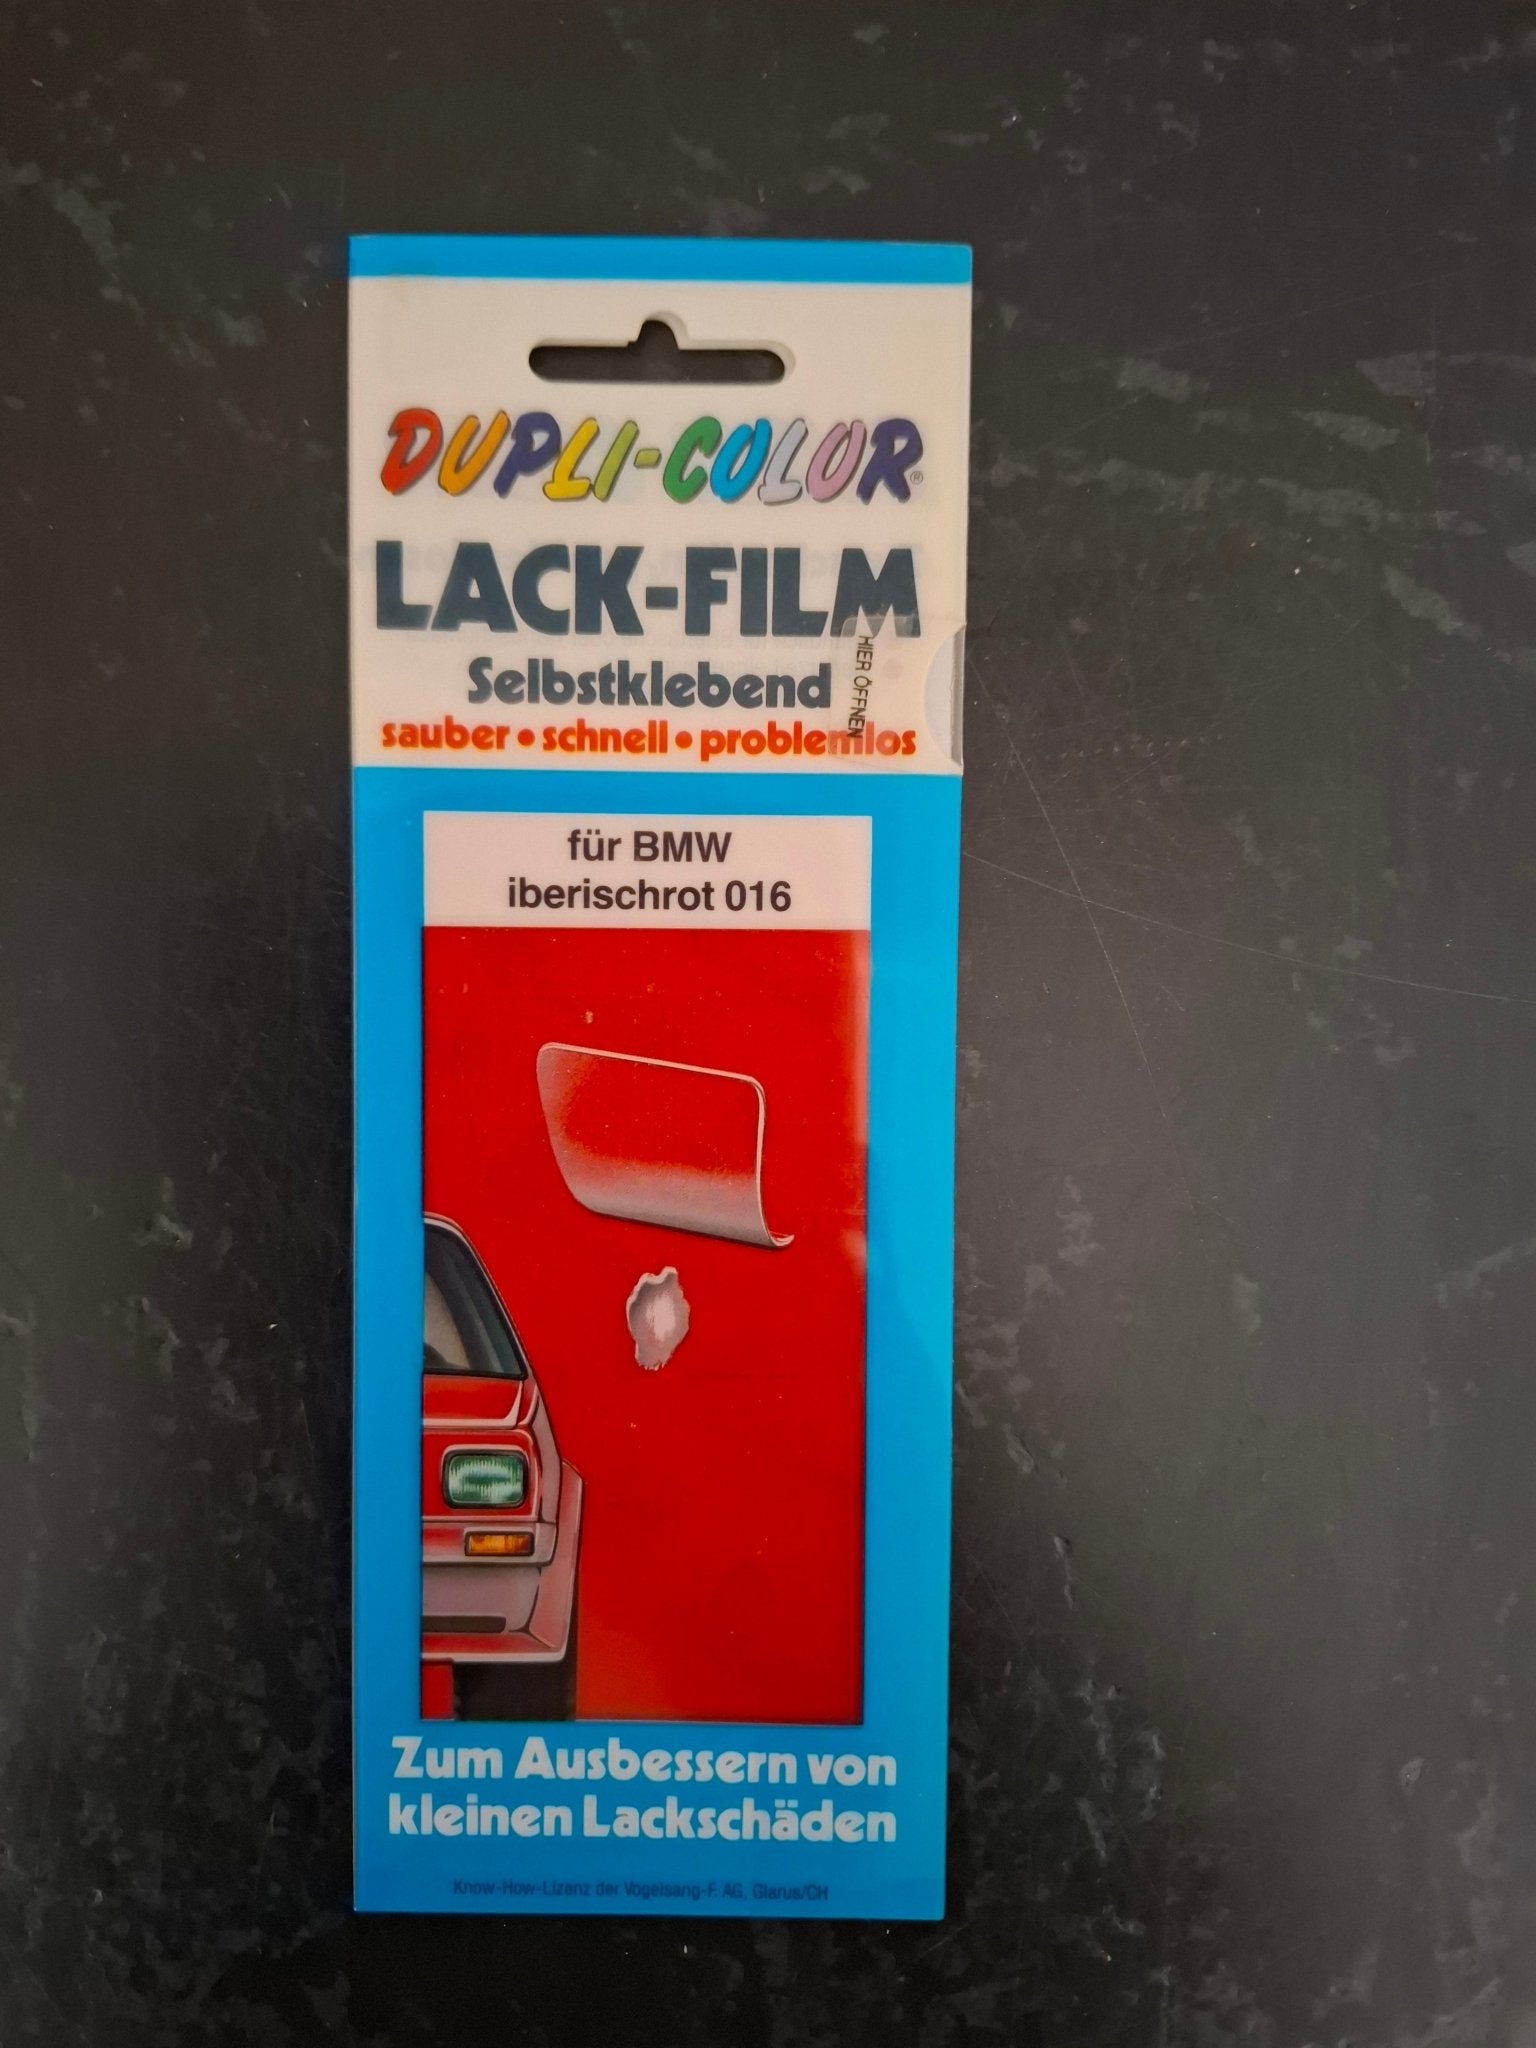 DUPLI-COLOR®
LACK-FILM
Selbstklebend
HIER ÖFFNEN
sauber • schnell • problemlos
für BMW
iberischrot 016
Zum Ausbessern von
kleinen Lackschäden
Know-How-Lizenz der Vogelsang-F. AG, Glarus/CH